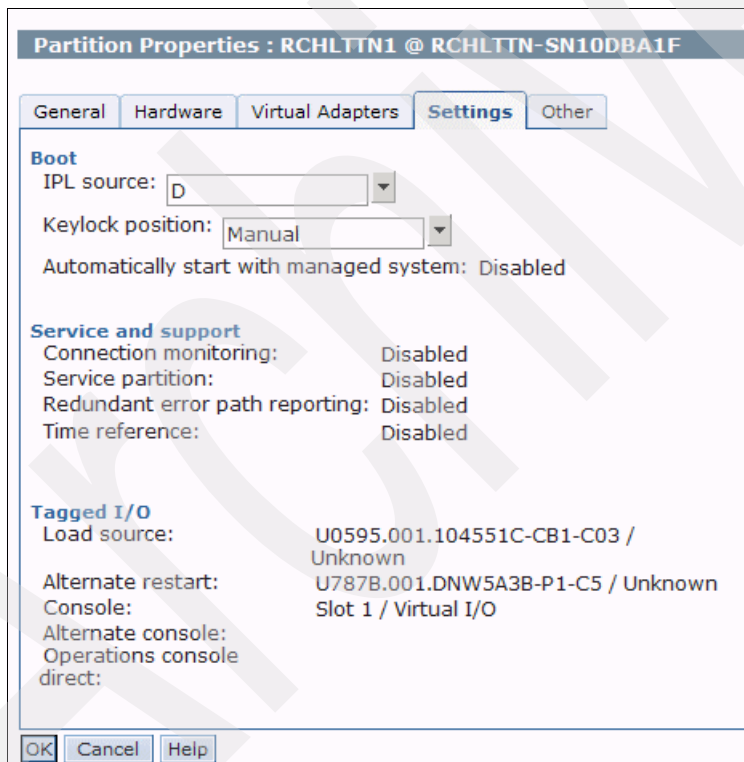 Partition Properties : RCHLTTN1 @ RCHLTTN-SN10DBA1F
General Hardware Virtual Adapters Settings Other
Boot
IPL source: D
Keylock position: Manual
Automatically start with managed system: Disabled
Service and support
Connection monitoring: Disabled
Service partition: Disabled
Redundant error path reporting: Disabled
Time reference: Disabled
Tagged I/O
Load source: U0595.001.104551C-CB1-C03 /
Unknown
Alternate restart: U787B.001.DNW5A3B-P1-C5 / Unknown
Console: Slot 1 / Virtual I/O
Alternate console:
Operations console
direct:
OK Cancel Help